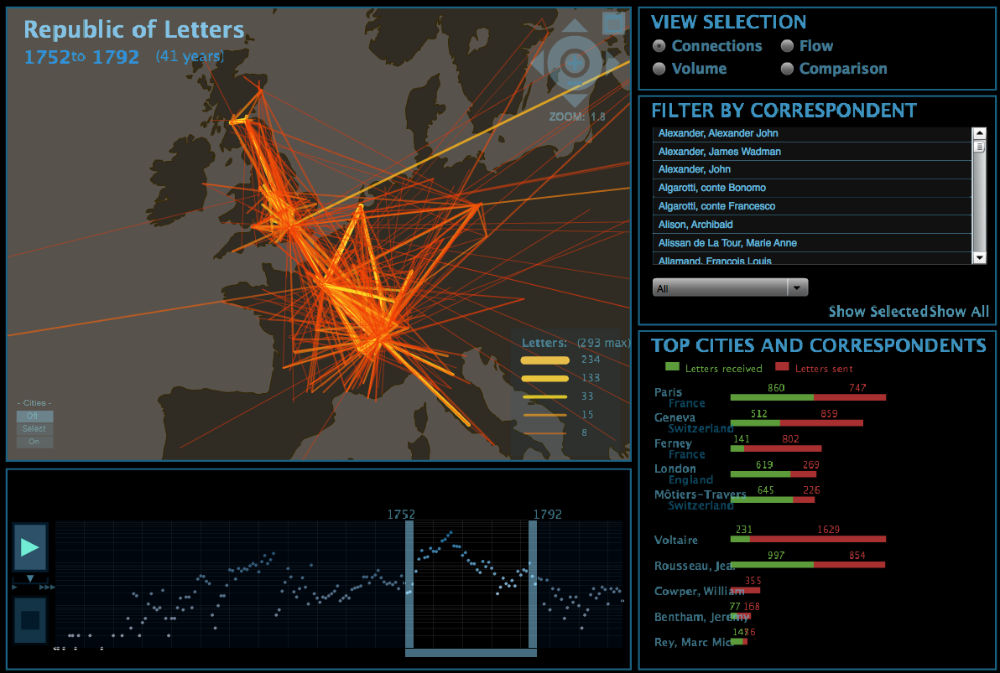 Republic of Letters
1752to 1792 (41 years)
ZOOM: 1.8
Letters: (293 max)
234
133
33
15
8
- Cities -
Off
Select
On
1752 1792
VIEW SELECTION
Connections Flow
Volume Comparison
FILTER BY CORRESPONDENT
Alexander, Alexander John
Alexander, James Wadman
Alexander, John
Algarotti, conte Bonomo
Algarotti, conte Francesco
Alison, Archibald
Alissan de La Tour, Marie Anne
Allamand, François Louis
All
Show SelectedShow All
TOP CITIES AND CORRESPONDENTS
Letters received Letters sent
Paris 860 747
France
Geneva 512 859
Switzerland
Ferney 141 802
France
London 619 269
England
Môtiers-Travers 645 226
Switzerland
Voltaire 231 1629
Rousseau, Jea 997 854
Cowper, William 355
Bentham, Jeremy 77 168
Rey, Marc Mic